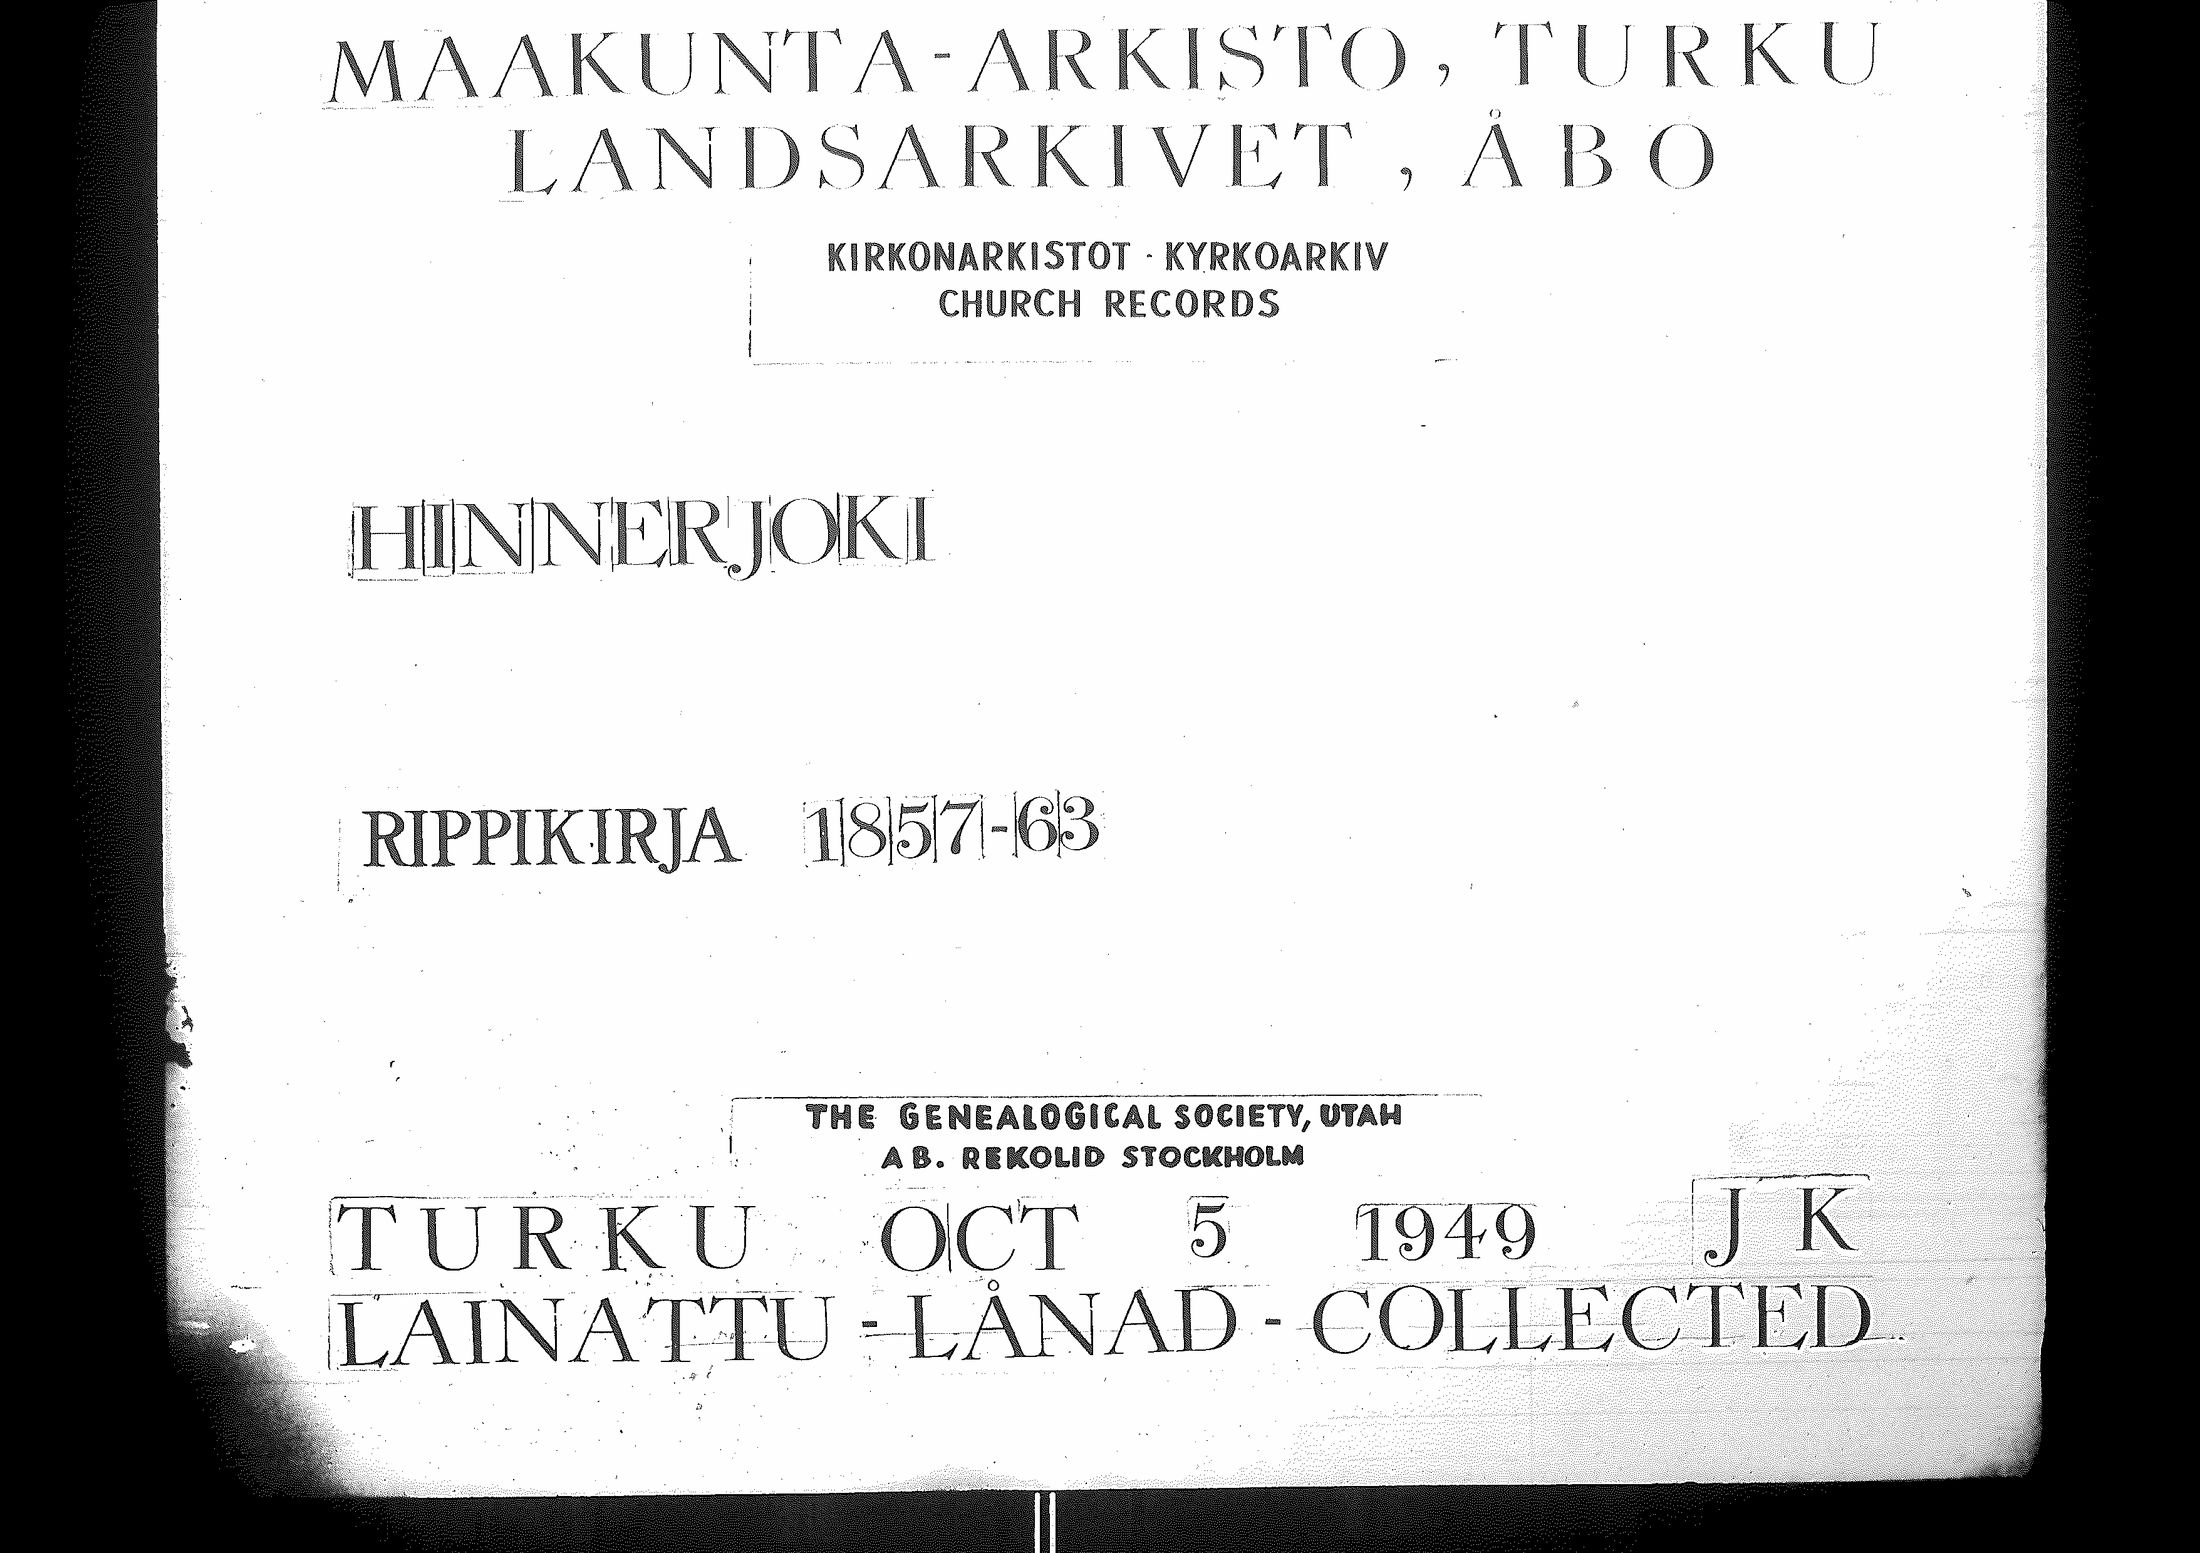 MAAKUNTA-ARKISTO, TURKU
LANDSARKIVET, ÅBO
KIRKONARKISTOT - KYRKOARKIV
CHURCH RECORDS
HINNERJOKI
RIPPIKIRJA 1857-63
THE GENEALOGICAL SOCIETY, UTAH
AB. REKOLID STOCKHOLM
TURKU OCT 5 1949 JK
LAINATTU - LÅNAD - COLLECTED